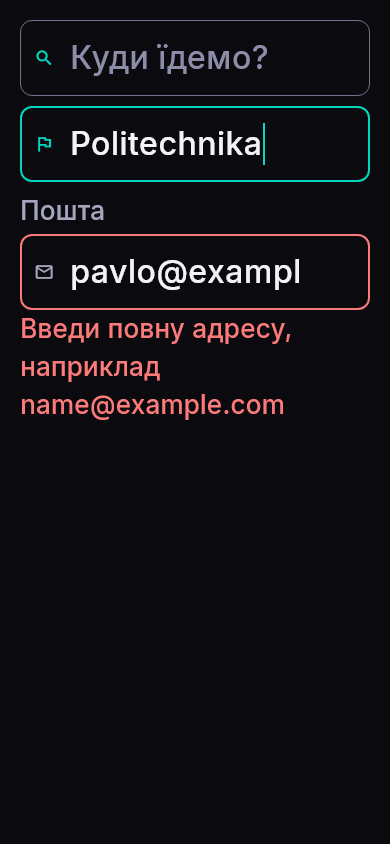 Куди їдемо?
Politechnika
Пошта
pavlo@exampl
Введи повну адресу,
наприклад
name@example.com